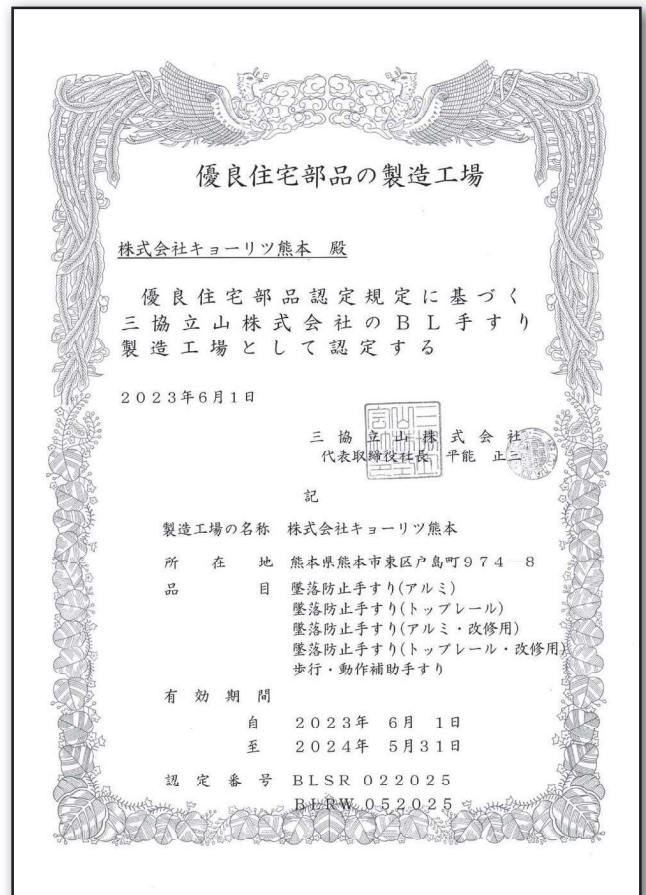 優良住宅部品の製造工場
株式会社キョーリツ熊本 殿
優良住宅部品認定規定に基づく
三協立山株式会社のBL手すり
製造工場として認定する
2023年6月1日
三協立山株式会社
代表取締役社長 平能 正三
記
製造工場の名称 株式会社キョーリツ熊本
所在地 熊本県熊本市東区戸島町974-8
品目 墜落防止手すり(アルミ)
墜落防止手すり(トップレール)
墜落防止手すり(アルミ・改修用)
墜落防止手すり(トップレール・改修用)
歩行・動作補助手すり
有効期間
自 2023年 6月 1日
至 2024年 5月31日
認定番号 BLSR 022025
BLRW 052025